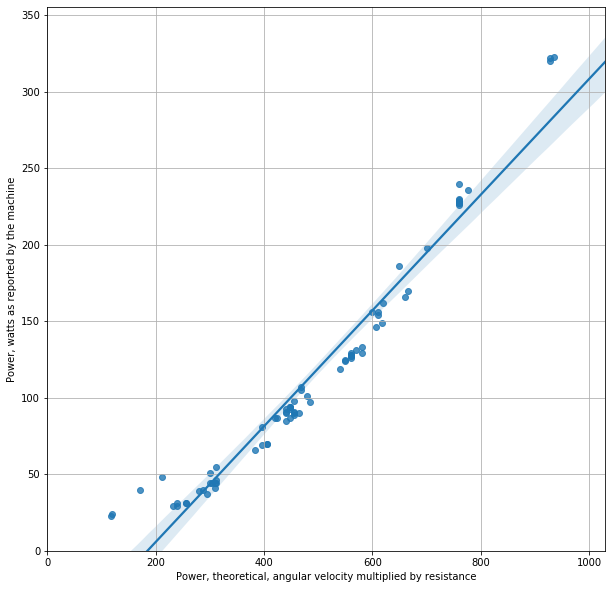 350
300
250
200
150
100
50
0
Power, watts as reported by the machine
0 200 400 600 800 1000
Power, theoretical, angular velocity multiplied by resistance